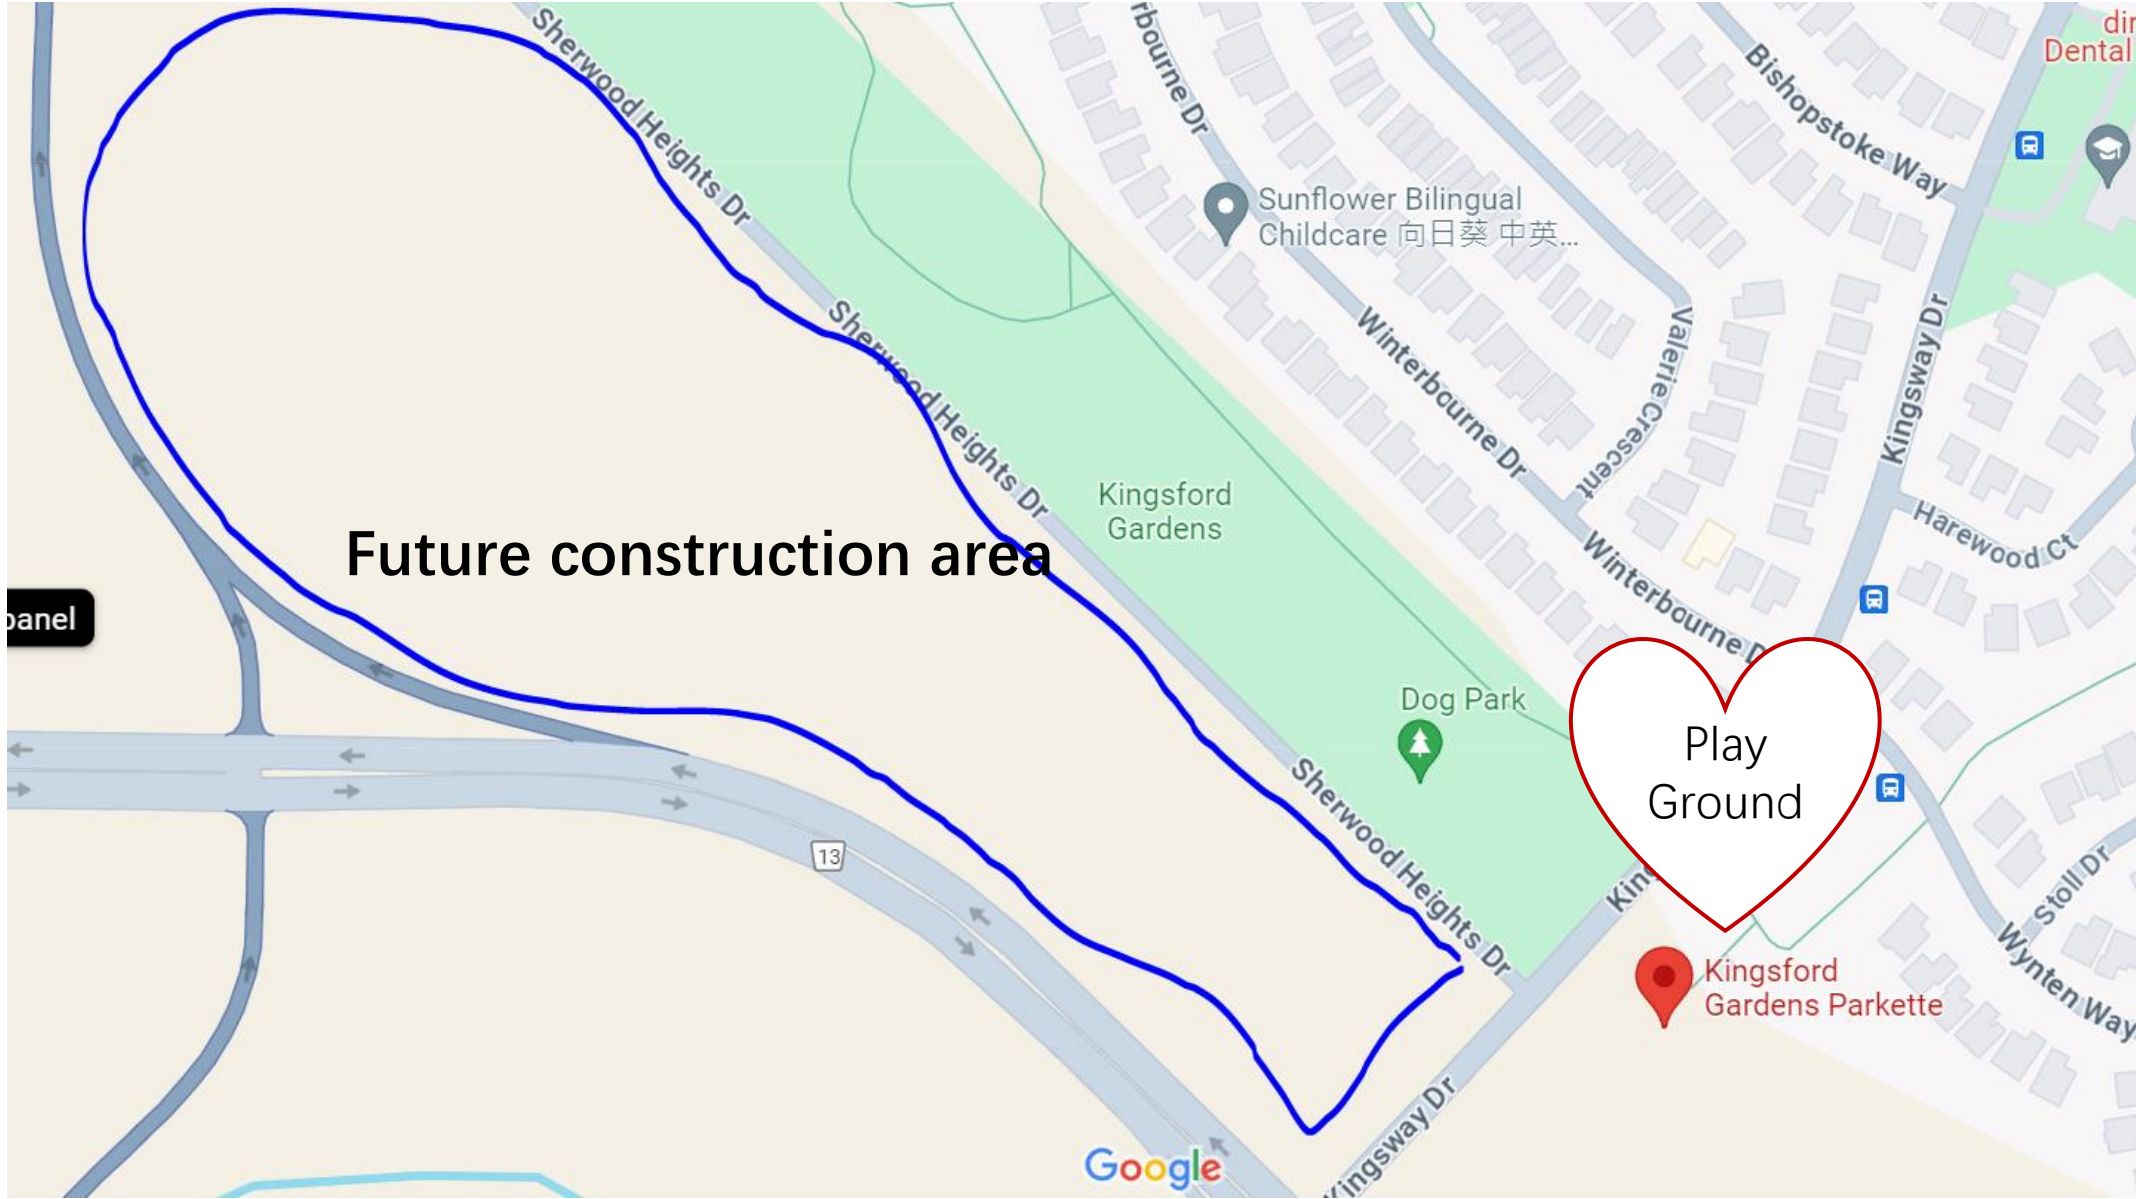 Sherwood Heights Dr
rbourne Dr
Bishopstoke Way
Dental
Sunflower Bilingual
Childcare 向日葵 中英...
Sherwood Heights Dr
Winterbourne Dr
Valerie Crescent
Kingsway Dr
Kingsford
Gardens
Harewood Ct
Future construction area
Winterbourne D
panel
Dog Park
Play
Ground
Sherwood Heights Dr
13
King
Stoll Dr
Kingsford
Gardens Parkette
Wynten Way
Kingsway Dr
Google